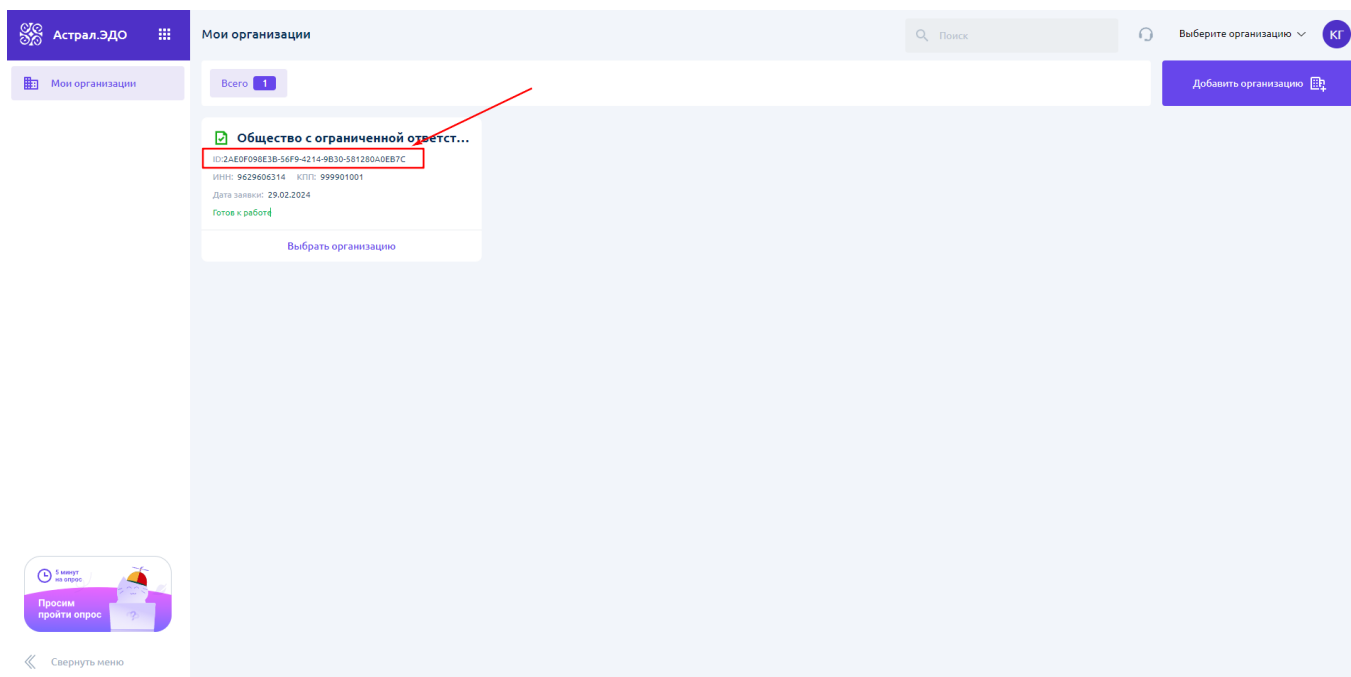 Астрал.ЭДО
Мои организации
Поиск
Выберите организацию
КГ
Мои организации
Всего 1
Добавить организацию
Общество с ограниченной ответст...
ID:2AE0F098E3B-56F9-4214-9B30-581280A0EB7C
ИНН: 9629606314 КПП: 999901001
Дата заявки: 29.02.2024
Готов к работе
Выбрать организацию
5 минут
на опрос
Просим
пройти опрос
?
Свернуть меню